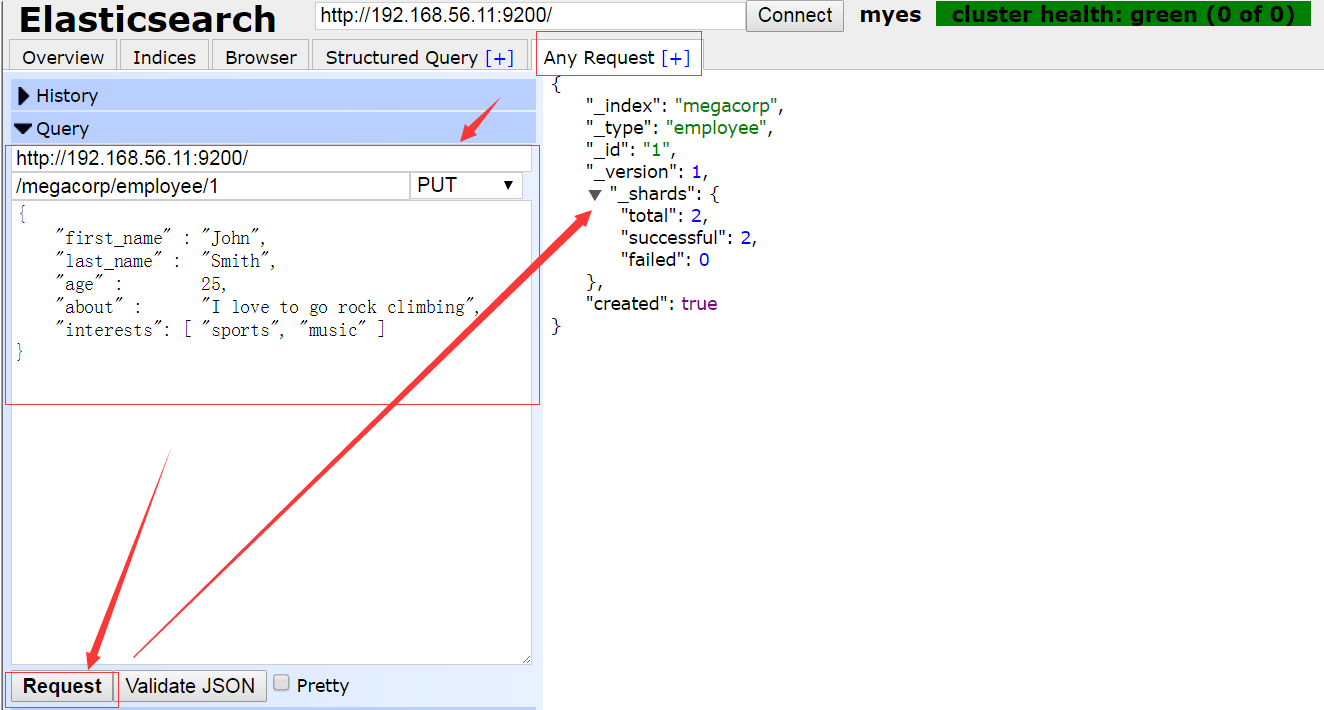 Elasticsearch http://192.168.56.11:9200/ Connect myes cluster health: green (0 of 0)
Overview Indices Browser Structured Query [+] Any Request [+]
History
Query
http://192.168.56.11:9200/
/megacorp/employee/1 PUT
{
"first_name" : "John",
"last_name" : "Smith",
"age" : 25,
"about" : "I love to go rock climbing",
"interests": [ "sports", "music" ]
}
Request Validate JSON Pretty
{
"_index": "megacorp",
"_type": "employee",
"_id": "1",
"_version": 1,
"_shards": {
"total": 2,
"successful": 2,
"failed": 0
},
"created": true
}